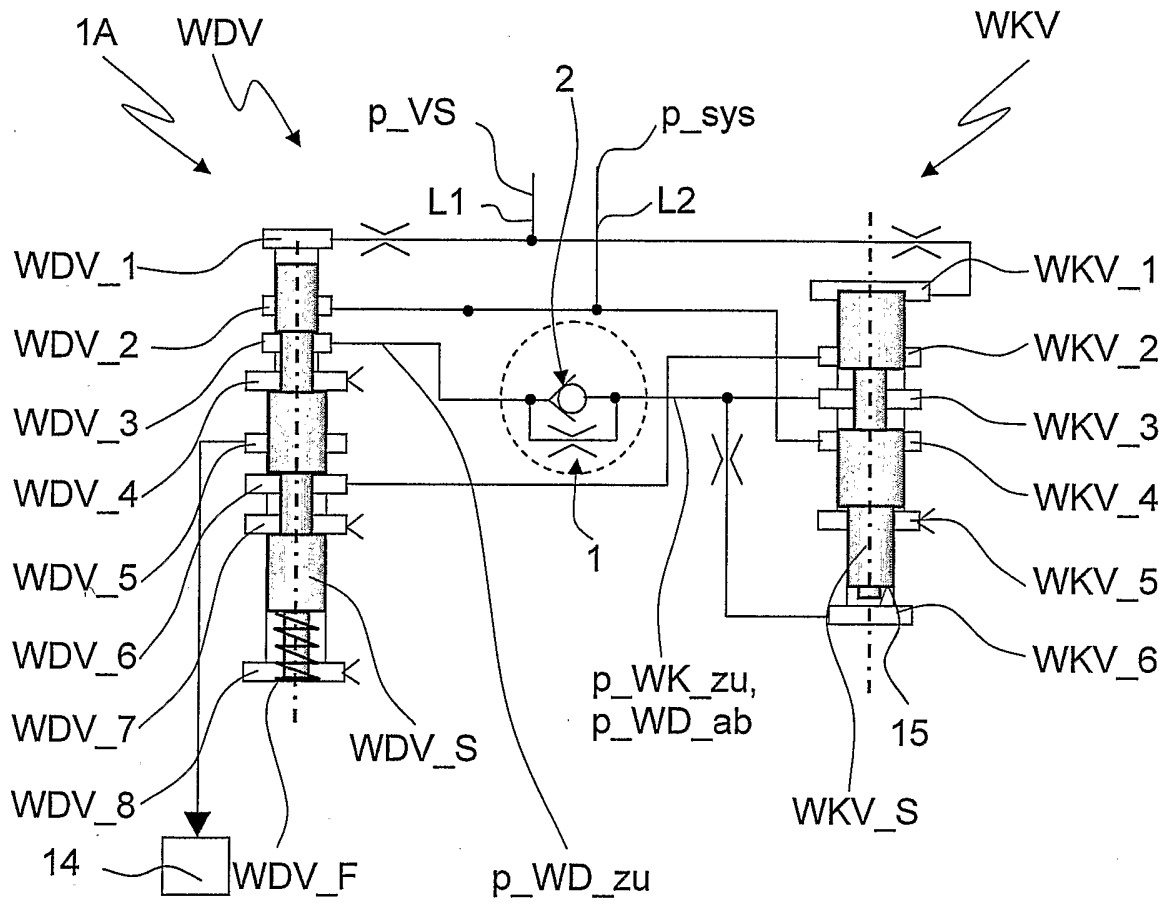 1A
WDV
WKV
2
p_VS
p_sys
L1
L2
WDV_1
WDV_2
WDV_3
WDV_4
WDV_5
WDV_6
WDV_7
WDV_8
WKV_1
WKV_2
WKV_3
WKV_4
WKV_5
WKV_6
1
p_WK_zu,
p_WD_ab
15
WDV_S
WKV_S
14
WDV_F
p_WD_zu